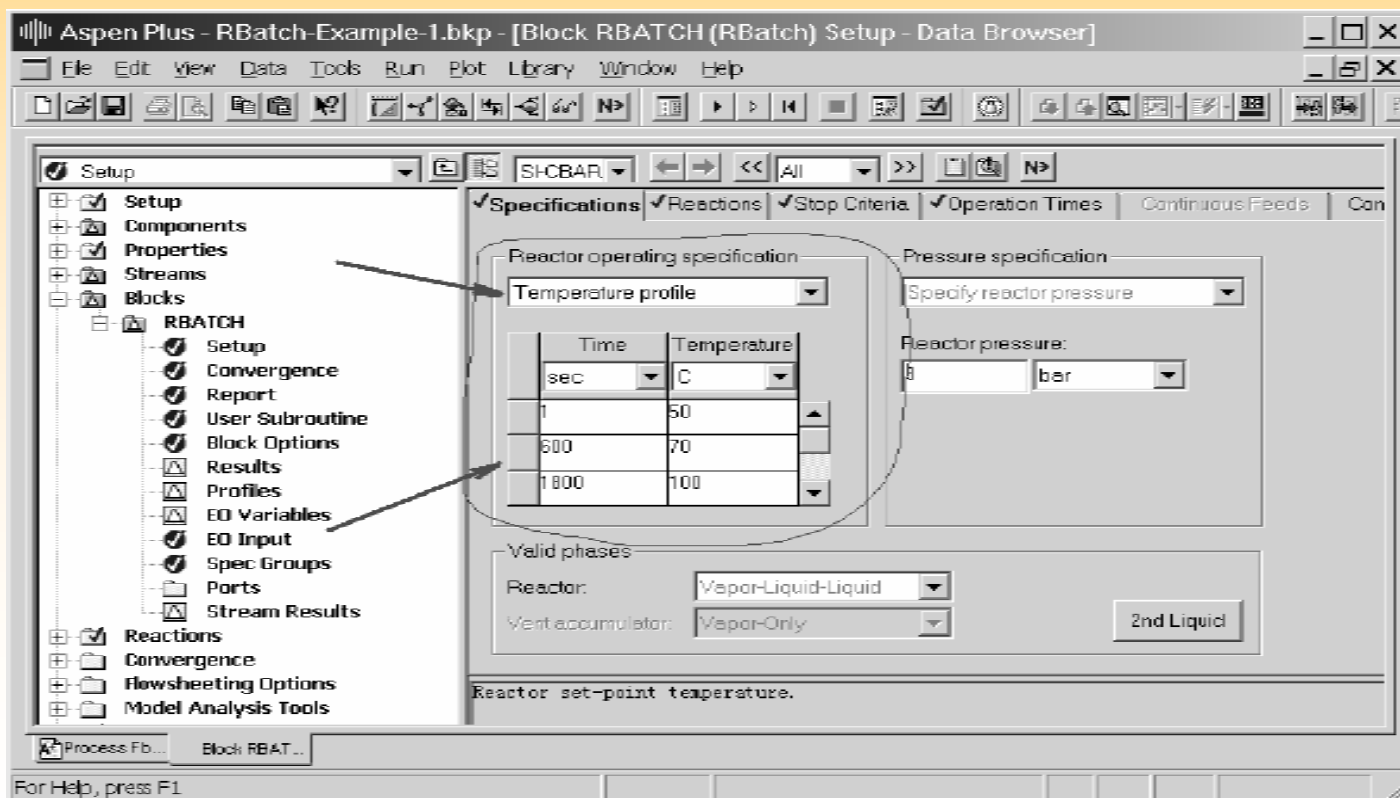 Aspen Plus - RBatch-Example-1.bkp - [Block RBATCH (RBatch) Setup - Data Browser]
File Edit View Data Tools Run Plot Library Window Help
N>
Setup
All
N>
Setup
Components
Properties
Streams
Blocks
RBATCH
Setup
Convergence
Report
User Subroutine
Block Options
Results
Profiles
EO Variables
EO Input
Spec Groups
Ports
Stream Results
Reactions
Convergence
Flowsheeting Options
Model Analysis Tools
Specifications Reactions Stop Criteria Operation Times Continuous Feeds Con
Reactor operating specification
Temperature profile
Time Temperature
sec C
1 50
600 70
1800 100
Pressure specification
Specify reactor pressure
Reactor pressure:
bar
Valid phases
Reactor: Vapor-Liquid-Liquid
Vent accumulator: Vapor-Only
2nd Liquid
Reactor set-point temperature.
Process Block RBAT...
For Help, press F1